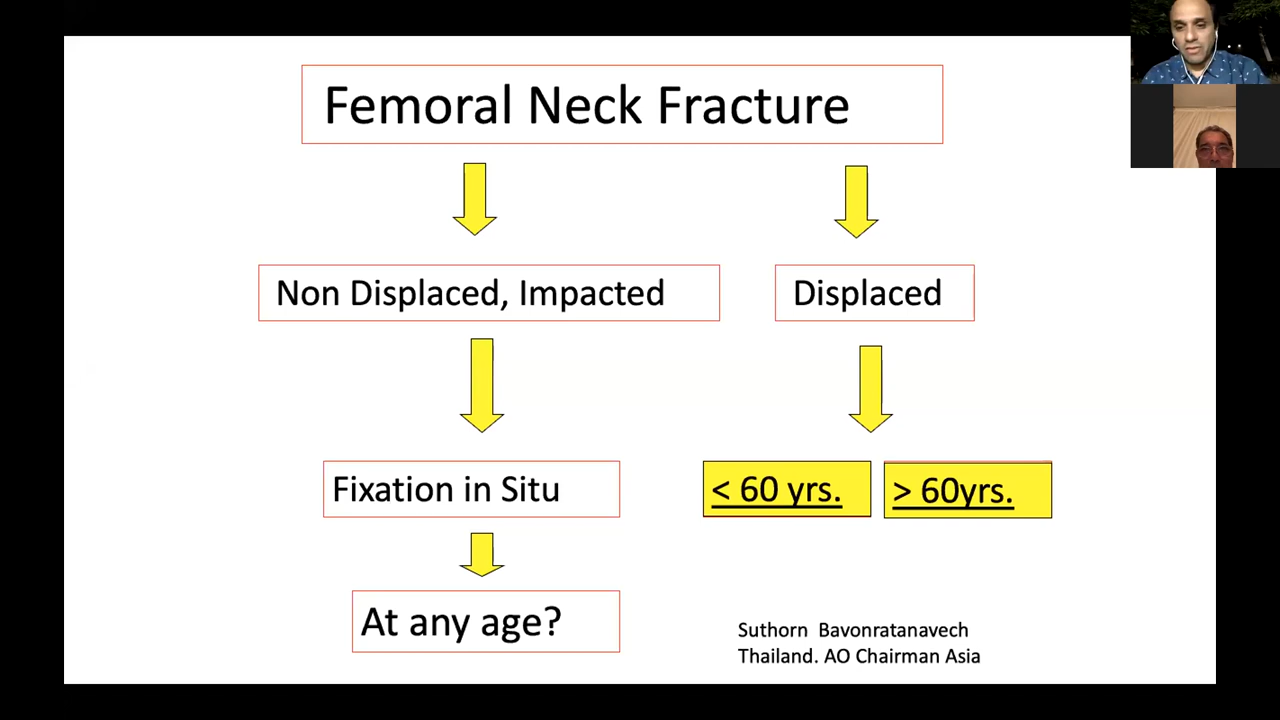 Femoral Neck Fracture
Non Displaced, Impacted
Displaced
Fixation in Situ
< 60 yrs.
> 60yrs.
At any age?
Suthorn Bavonratanavech
Thailand. AO Chairman Asia